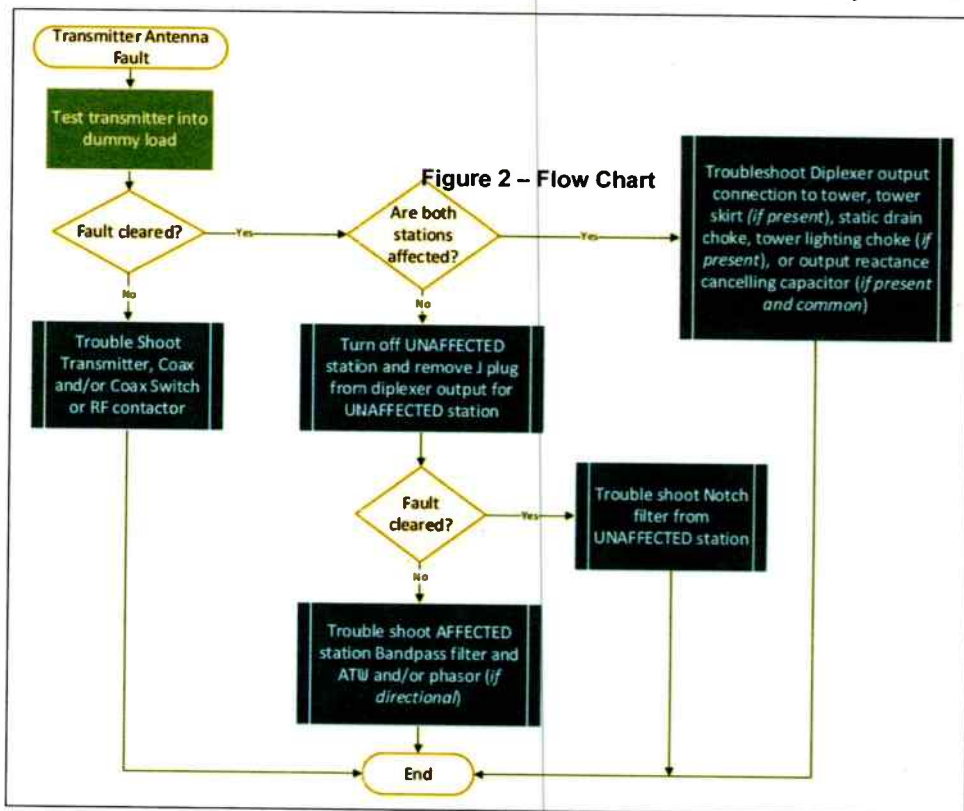 Transmitter Antenna
Fault
Test transmitter into
dummy load
Figure 2 – Flow Chart
Fault cleared?
Yes
Are both
stations
affected?
Yes
Troubleshoot Diplexer output
connection to tower, tower
skirt (if present), static drain
choke, tower lighting choke (if
present), or output reactance
cancelling capacitor (if present
and common)
No
No
Trouble Shoot
Transmitter, Coax
and/or Coax Switch
or RF contactor
Turn off UNAFFECTED
station and remove J plug
from diplexer output for
UNAFFECTED station
Fault
cleared?
Yes
Trouble shoot Notch
filter from
UNAFFECTED station
No
Trouble shoot AFFECTED
station Bandpass filter and
ATU and/or phasor (if
directional)
End